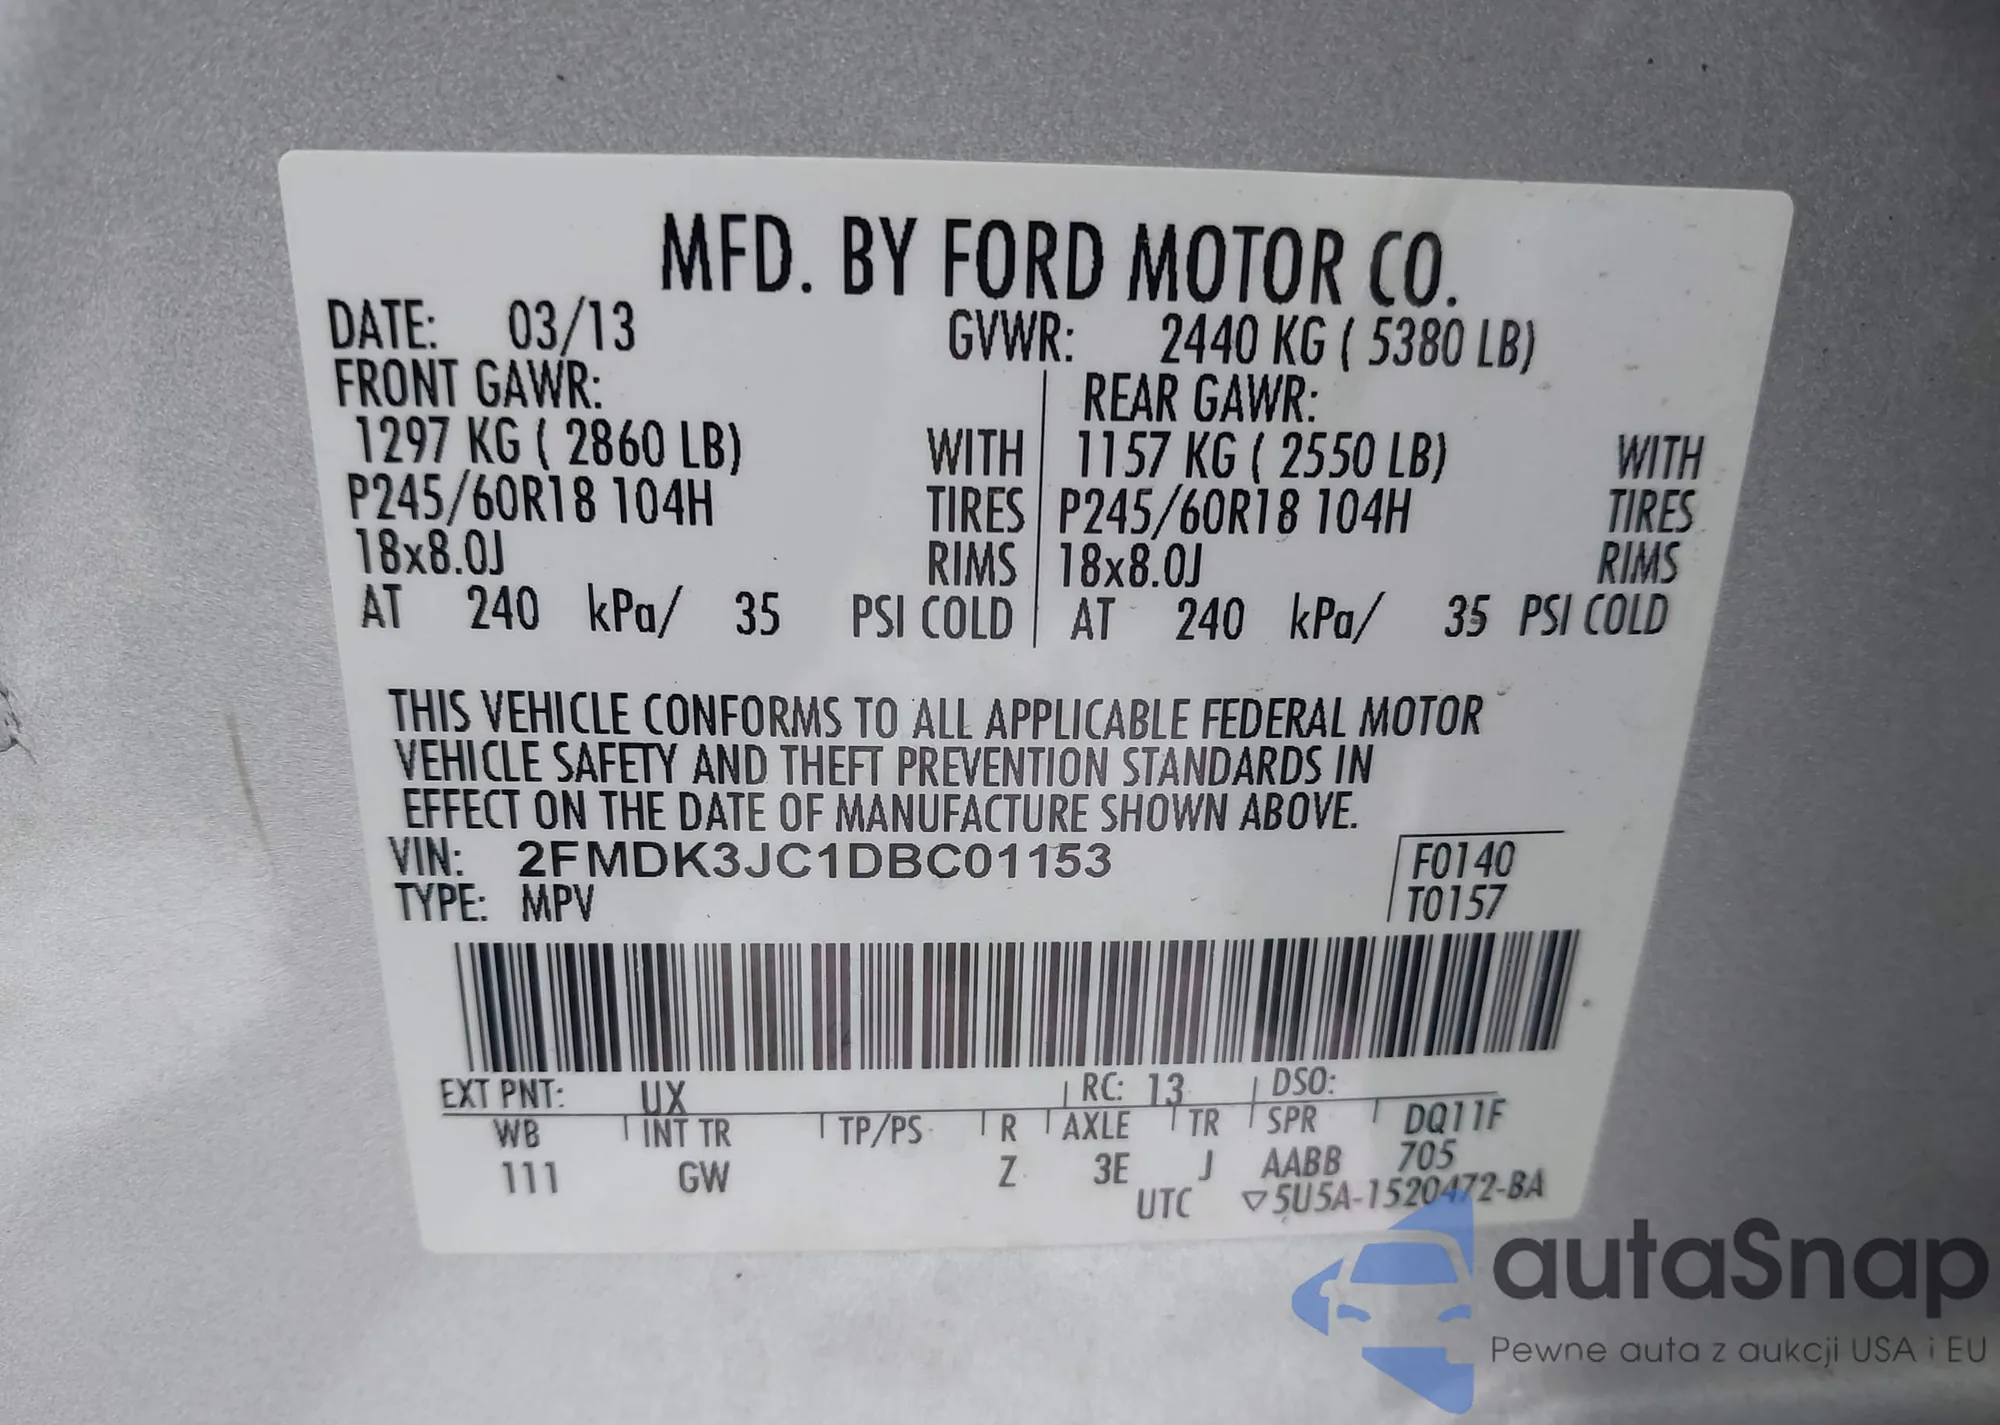 MFD. BY FORD MOTOR CO.
DATE: 03/13 GVWR: 2440 KG ( 5380 LB)
FRONT GAWR: REAR GAWR:
1297 KG ( 2860 LB) WITH 1157 KG ( 2550 LB) WITH
P245/60R18 104H TIRES P245/60R18 104H TIRES
18x8.0J RIMS 18x8.0J RIMS
AT 240 kPa/ 35 PSI COLD AT 240 kPa/ 35 PSI COLD
THIS VEHICLE CONFORMS TO ALL APPLICABLE FEDERAL MOTOR
VEHICLE SAFETY AND THEFT PREVENTION STANDARDS IN
EFFECT ON THE DATE OF MANUFACTURE SHOWN ABOVE.
VIN: 2FMDK3JC1DBC01153 F0140
TYPE: MPV T0157
EXT PNT: UX RC: 13 DSO:
WB INT TR TP/PS R AXLE TR SPR DQ11F
111 GW Z 3E J AABB 705
UTC ▽5U5A-1520472-BA
autaSnap
Pewne auta z aukcji USA i EU